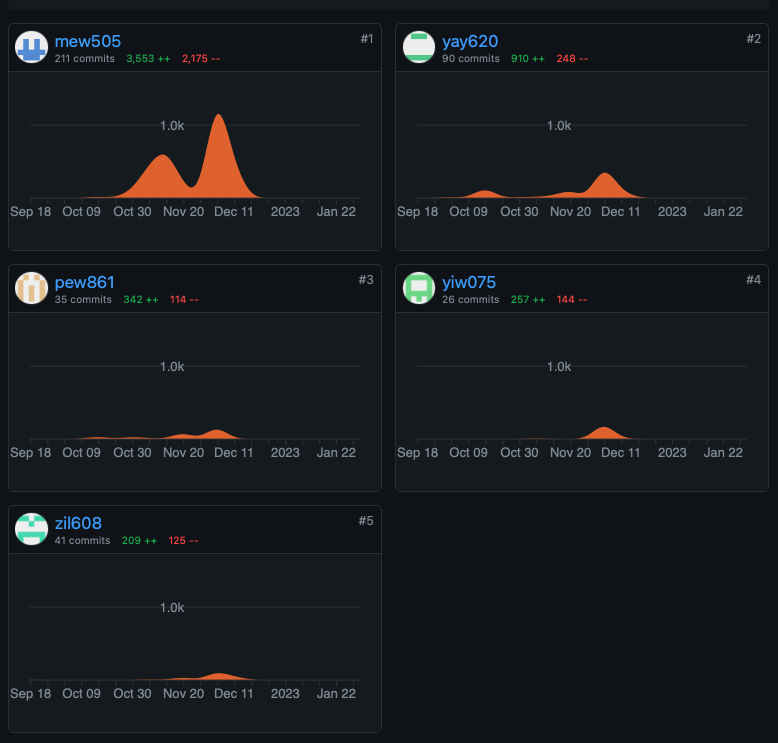 mew505 #1
211 commits 3,553 ++ 2,175 --
1.0k
Sep 18 Oct 09 Oct 30 Nov 20 Dec 11 2023 Jan 22
yay620 #2
90 commits 910 ++ 248 --
1.0k
Sep 18 Oct 09 Oct 30 Nov 20 Dec 11 2023 Jan 22
pew861 #3
35 commits 342 ++ 114 --
1.0k
Sep 18 Oct 09 Oct 30 Nov 20 Dec 11 2023 Jan 22
yiw075 #4
26 commits 257 ++ 144 --
1.0k
Sep 18 Oct 09 Oct 30 Nov 20 Dec 11 2023 Jan 22
zil608 #5
41 commits 209 ++ 125 --
1.0k
Sep 18 Oct 09 Oct 30 Nov 20 Dec 11 2023 Jan 22